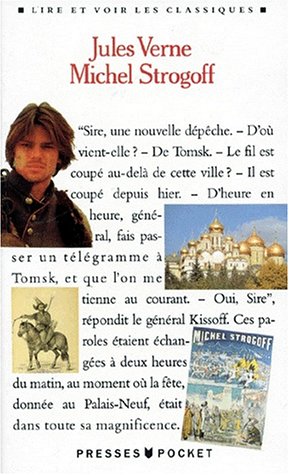 ■ LIRE ET VOIR LES CLASSIQUES ■
Jules Verne
Michel Strogoff
"Sire, une nouvelle dépêche. – D'où
vient-elle ? – De Tomsk. – Le fil est
coupé au-delà de cette ville ? – Il est
coupé depuis hier. – D'heure en
heure, géné-
ral, fais pas-
ser un télégramme à
Tomsk, et que l'on me
tienne au courant. – Oui, Sire",
répondit le général Kissoff. Ces pa-
roles étaient échan-
gées à deux heures
du matin, au moment où la fête,
donnée au Palais-Neuf, était
dans toute sa magnificence.
MICHEL STROGOFF
PRESSES POCKET